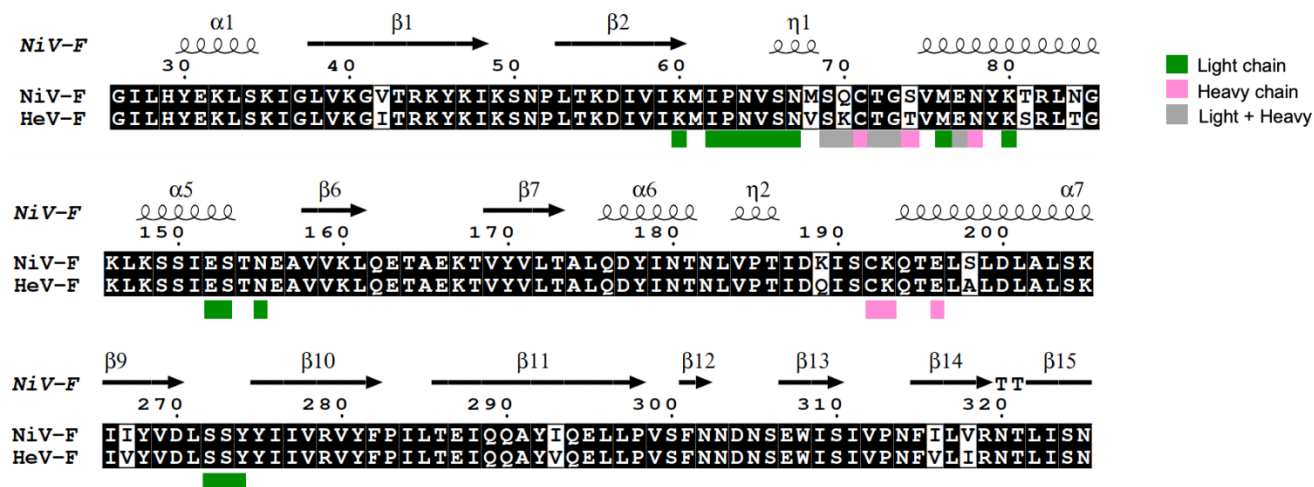 α1 β1 β2 η1
NiV-F
30 40 50 60 70 80
NiV-F GILHYEKLSKIGLVKGVTRKYKIKSNPLTKDIVIKMIPNVSNMSQCTGSVMENYKTRLNG
HeV-F GILHYEKLSKIGLVKGITRKYKIKSNPLTKDIVIKMIPNVSNVSKCTGTVMENYKSRLTG
Light chain
Heavy chain
Light + Heavy
α5 β6 β7 α6 η2 α7
NiV-F
150 160 170 180 190 200
NiV-F KLKSSIESTNEAVVKLQETAEKTVYVLTALQDYINTNLVPTIDKISCKQTELSLDLALSK
HeV-F KLKSSIESTNEAVVKLQETAEKTVYVLTALQDYINTNLVPTIDQISCKQTELALDLALSK
β9 β10 β11 β12 β13 β14 β15
NiV-F TT
270 280 290 300 310 320
NiV-F IIYVDLSSYYIIVRVYFPILTEIQQAYIQELLPVSFNNDNSEWISIVPNFILVRNTLISN
HeV-F IVYVDLSSYYIIVRVYFPILTEIQQAYVQELLPVSFNNDNSEWISIVPNFVLIRNTLISN